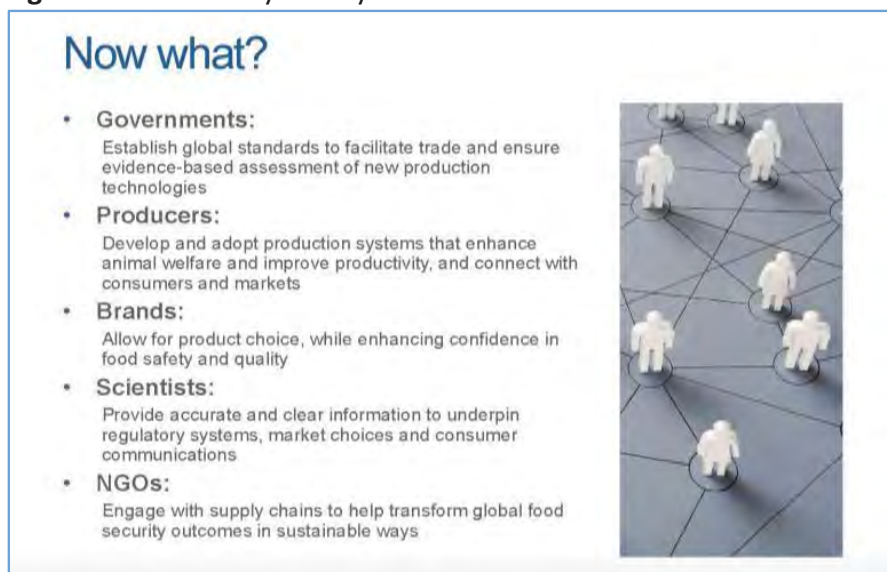 Now what?
• Governments:
Establish global standards to facilitate trade and ensure
evidence-based assessment of new production
technologies
• Producers:
Develop and adopt production systems that enhance
animal welfare and improve productivity, and connect with
consumers and markets
• Brands:
Allow for product choice, while enhancing confidence in
food safety and quality
• Scientists:
Provide accurate and clear information to underpin
regulatory systems, market choices and consumer
communications
• NGOs:
Engage with supply chains to help transform global food
security outcomes in sustainable ways